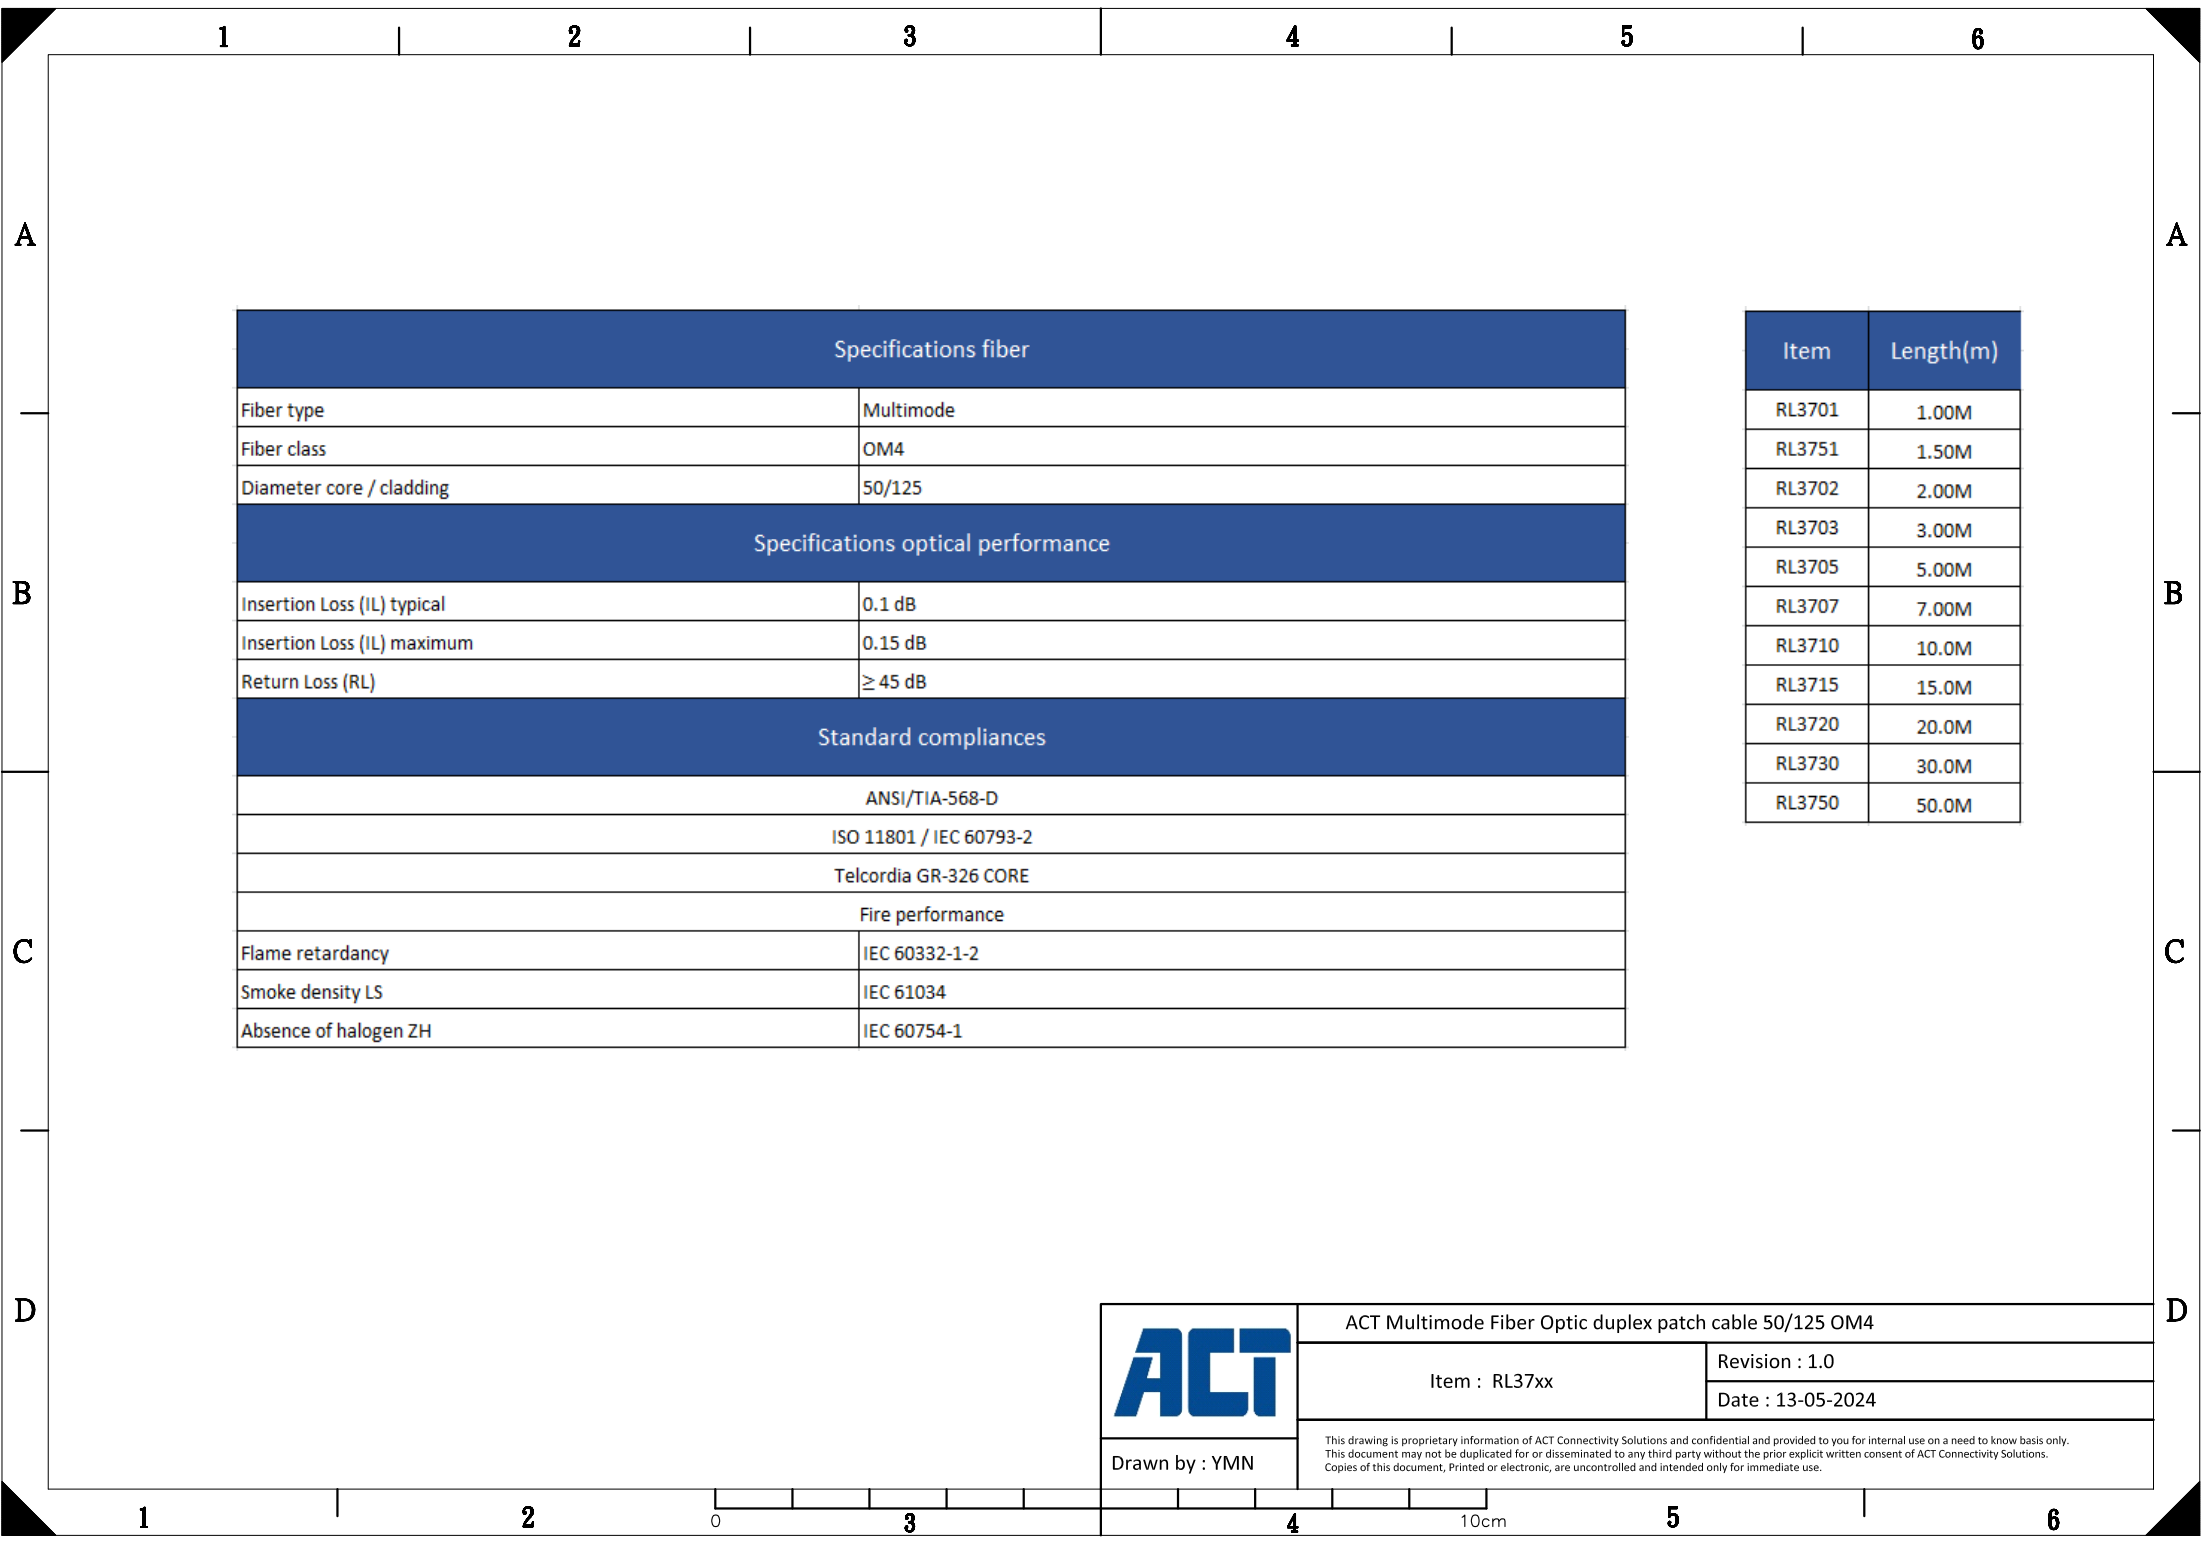 1 2 3 4 5 6
A A
Specifications fiber
Fiber type Multimode
Fiber class OM4
Diameter core / cladding 50/125
Specifications optical performance
Insertion Loss (IL) typical 0.1 dB
Insertion Loss (IL) maximum 0.15 dB
Return Loss (RL) ≥ 45 dB
Standard compliances
ANSI/TIA-568-D
ISO 11801 / IEC 60793-2
Telcordia GR-326 CORE
Fire performance
Flame retardancy IEC 60332-1-2
Smoke density LS IEC 61034
Absence of halogen ZH IEC 60754-1
Item Length(m)
RL3701 1.00M
RL3751 1.50M
RL3702 2.00M
RL3703 3.00M
RL3705 5.00M
RL3707 7.00M
RL3710 10.0M
RL3715 15.0M
RL3720 20.0M
RL3730 30.0M
RL3750 50.0M
B B
C C
D D
ACT
ACT Multimode Fiber Optic duplex patch cable 50/125 OM4
Item : RL37xx
Revision : 1.0
Date : 13-05-2024
Drawn by : YMN
This drawing is proprietary information of ACT Connectivity Solutions and confidential and provided to you for internal use on a need to know basis only.
This document may not be duplicated for or disseminated to any third party without the prior explicit written consent of ACT Connectivity Solutions.
Copies of this document, Printed or electronic, are uncontrolled and intended only for immediate use.
1 2 0 3 4 10cm 5 6